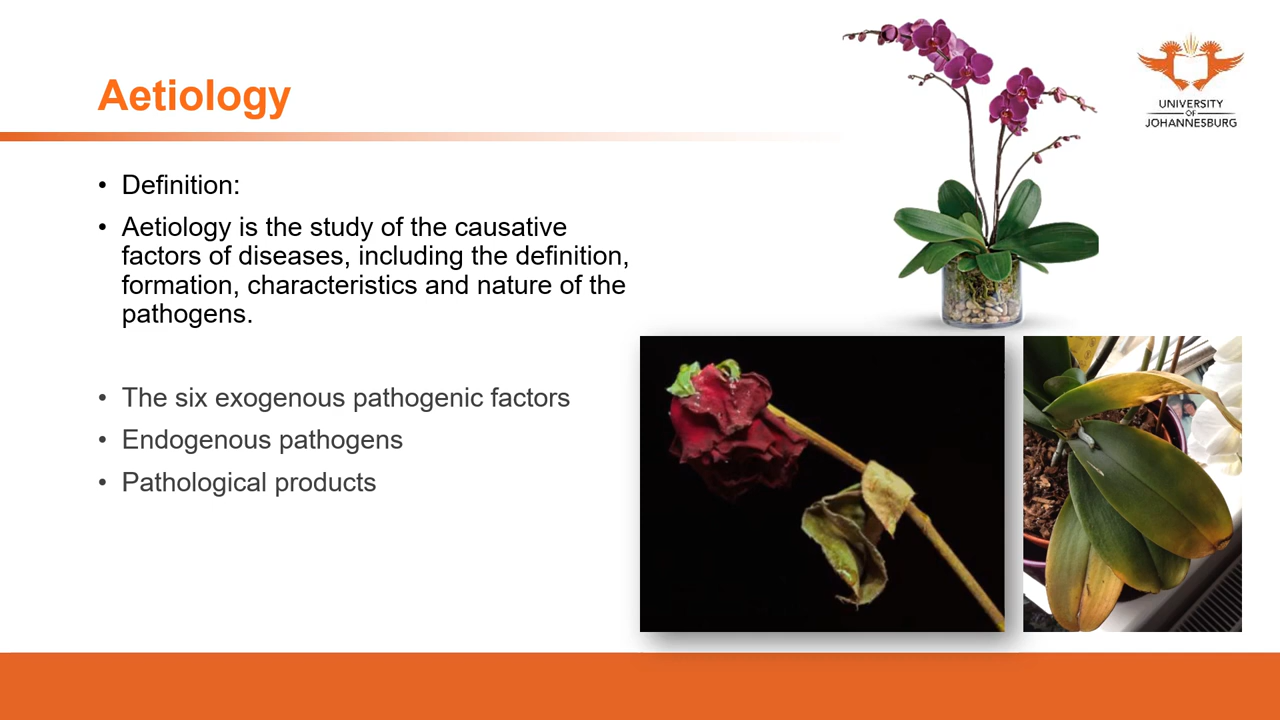 Aetiology
UNIVERSITY
OF
JOHANNESBURG
• Definition:
• Aetiology is the study of the causative
factors of diseases, including the definition,
formation, characteristics and nature of the
pathogens.
• The six exogenous pathogenic factors
• Endogenous pathogens
• Pathological products